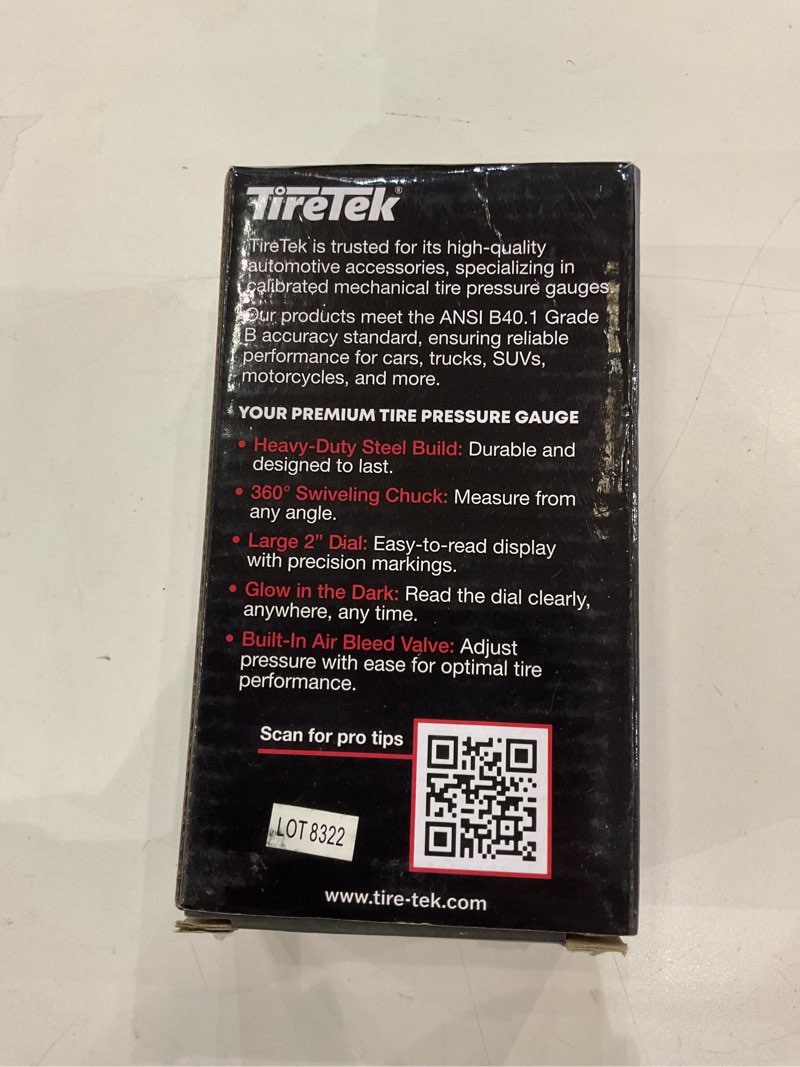 TireTek®
TireTek is trusted for its high-quality
automotive accessories, specializing in
calibrated mechanical tire pressure gauges.
Our products meet the ANSI B40.1 Grade
B accuracy standard, ensuring reliable
performance for cars, trucks, SUVs,
motorcycles, and more.
YOUR PREMIUM TIRE PRESSURE GAUGE
• Heavy-Duty Steel Build: Durable and
designed to last.
• 360° Swiveling Chuck: Measure from
any angle.
• Large 2" Dial: Easy-to-read display
with precision markings.
• Glow in the Dark: Read the dial clearly,
anywhere, any time.
• Built-In Air Bleed Valve: Adjust
pressure with ease for optimal tire
performance.
Scan for pro tips
LOT 8322
www.tire-tek.com